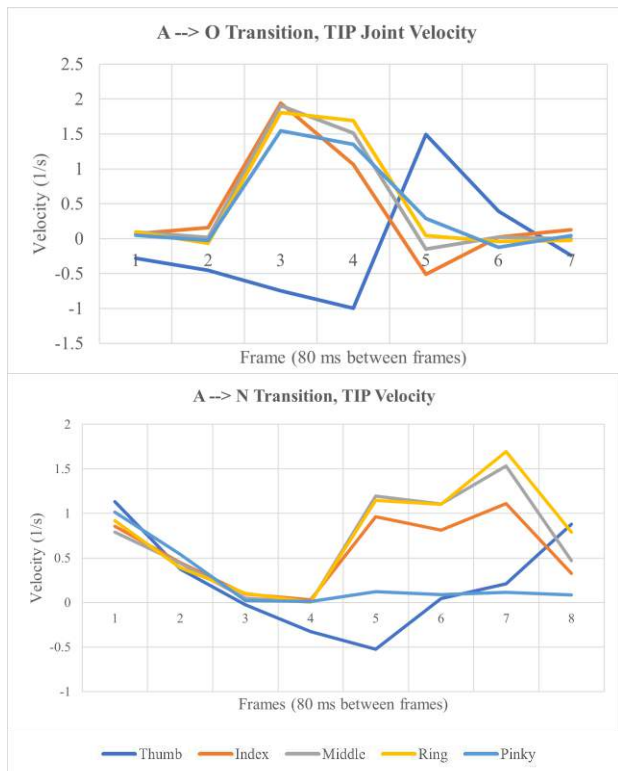 A --> O Transition, TIP Joint Velocity
2.5
2
1.5
1
0.5
0
-0.5
-1
-1.5
Velocity (1/s)
1 2 3 4 5 6 7
Frame (80 ms between frames)
A --> N Transition, TIP Velocity
2
1.5
1
0.5
0
-0.5
-1
Velocity (1/s)
1 2 3 4 5 6 7 8
Frames (80 ms between frames)
Thumb Index Middle Ring Pinky